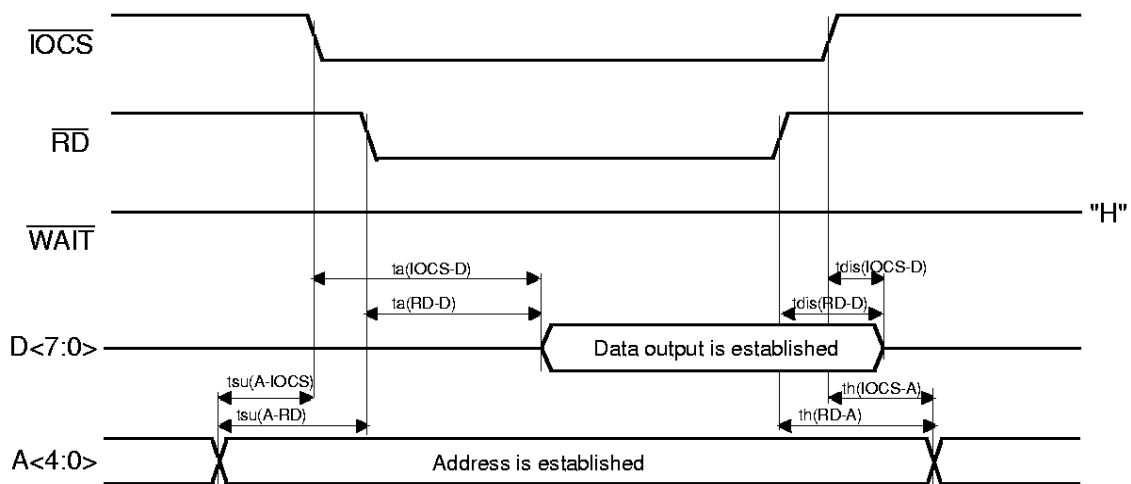 IOCS
RD
"H"
WAIT
ta(IOCS-D)
tdis(IOCS-D)
ta(RD-D)
tdis(RD-D)
D<7:0>
Data output is established
tsu(A-IOCS)
th(IOCS-A)
tsu(A-RD)
th(RD-A)
A<4:0>
Address is established